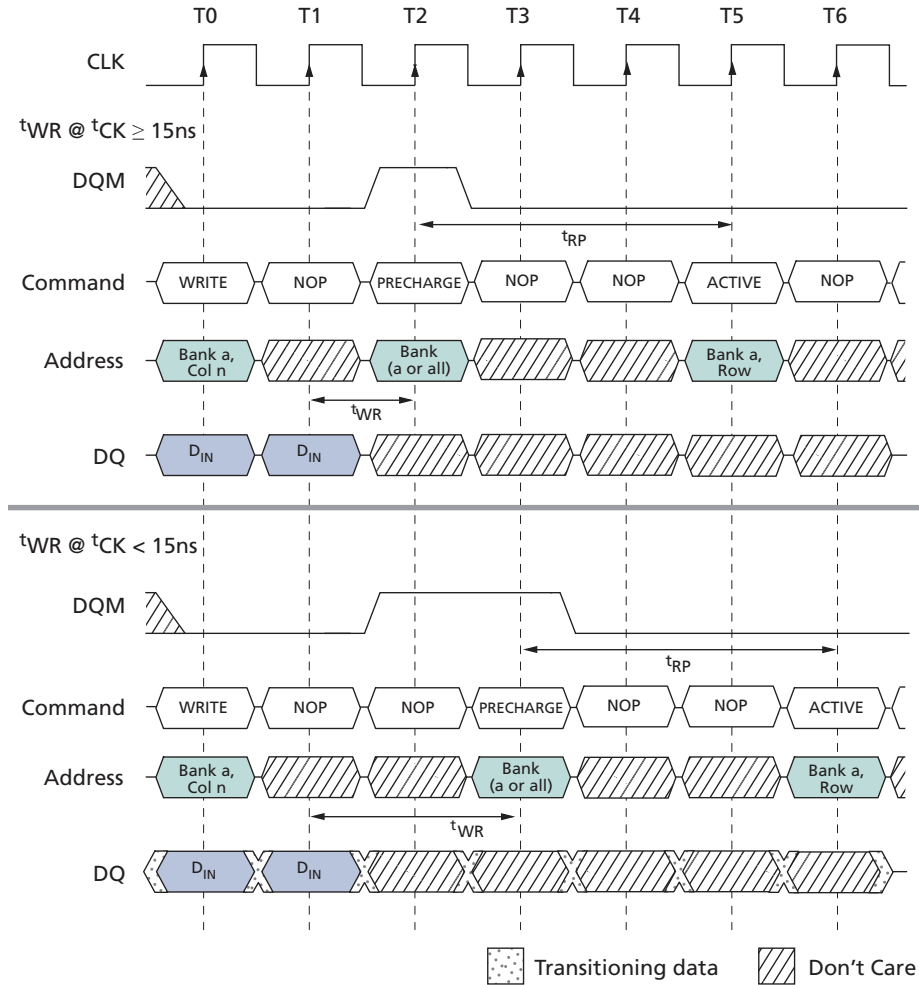 T0 T1 T2 T3 T4 T5 T6
CLK
tWR @ tCK ≥ 15ns
DQM
tRP
Command WRITE NOP PRECHARGE NOP NOP ACTIVE NOP
Address Bank a, Col n Bank (a or all) Bank a, Row
tWR
DQ DIN DIN
tWR @ tCK < 15ns
DQM
tRP
Command WRITE NOP NOP PRECHARGE NOP NOP ACTIVE
Address Bank a, Col n Bank (a or all) Bank a, Row
tWR
DQ DIN DIN
Transitioning data Don't Care